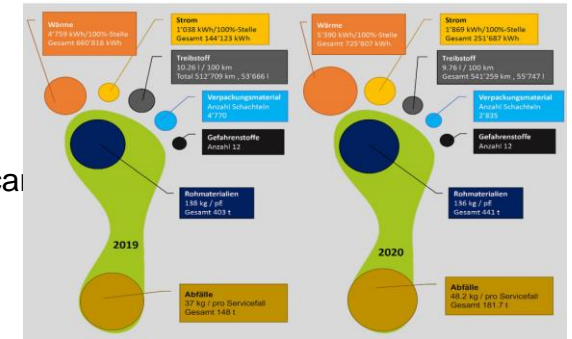 Wärme
4'759 kWh/100%-Stelle
Gesamt 660'818 kWh
Strom
1'038 kWh/100%-Stelle
Gesamt 144'123 kWh
Treibstoff
10.26 l / 100 km
Total 512'709 km , 53'666 l
Verpackungsmaterial
Anzahl Schachteln
4'770
Gefahrenstoffe
Anzahl 12
Rohmaterialien
138 kg / pE
Gesamt 403 t
2019
Abfälle
37 kg / pro Servicefall
Gesamt 148 t
Wärme
5'390 kWh/100%-Stelle
Gesamt 725'607 kWh
Strom
1'869 kWh/100%-Stelle
Gesamt 251'687 kWh
Treibstoff
9.76 l / 100 km
Gesamt 541'259 km , 55'747 l
Verpackungsmaterial
Anzahl Schachteln
2'835
Gefahrenstoffe
Anzahl 12
Rohmaterialien
136 kg / pE
Gesamt 441 t
2020
Abfälle
48.2 kg / pro Servicefall
Gesamt 181.7 t